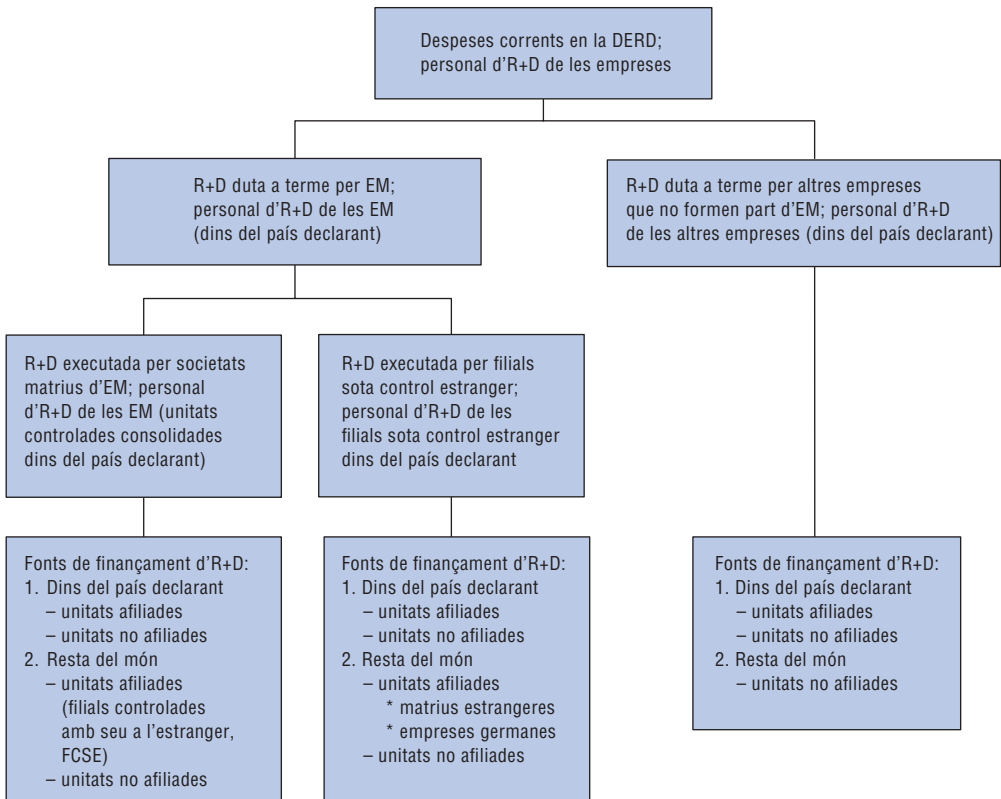 Despeses corrents en la DERD;
personal d’R+D de les empreses
R+D duta a terme per EM;
personal d’R+D de les EM
(dins del país declarant)
R+D duta a terme per altres empreses
que no formen part d’EM; personal d’R+D
de les altres empreses (dins del país declarant)
R+D executada per societats
matrius d’EM; personal
d’R+D de les EM (unitats
controlades consolidades
dins del país declarant)
R+D executada per filials
sota control estranger;
personal d’R+D de les
filials sota control estranger
dins del país declarant
Fonts de finançament d’R+D:
1. Dins del país declarant
– unitats afiliades
– unitats no afiliades
2. Resta del món
– unitats afiliades
(filials controlades
amb seu a l’estranger,
FCSE)
– unitats no afiliades
Fonts de finançament d’R+D:
1. Dins del país declarant
– unitats afiliades
– unitats no afiliades
2. Resta del món
– unitats afiliades
* matrius estrangeres
* empreses germanes
– unitats no afiliades
Fonts de finançament d’R+D:
1. Dins del país declarant
– unitats afiliades
– unitats no afiliades
2. Resta del món
– unitats no afiliades